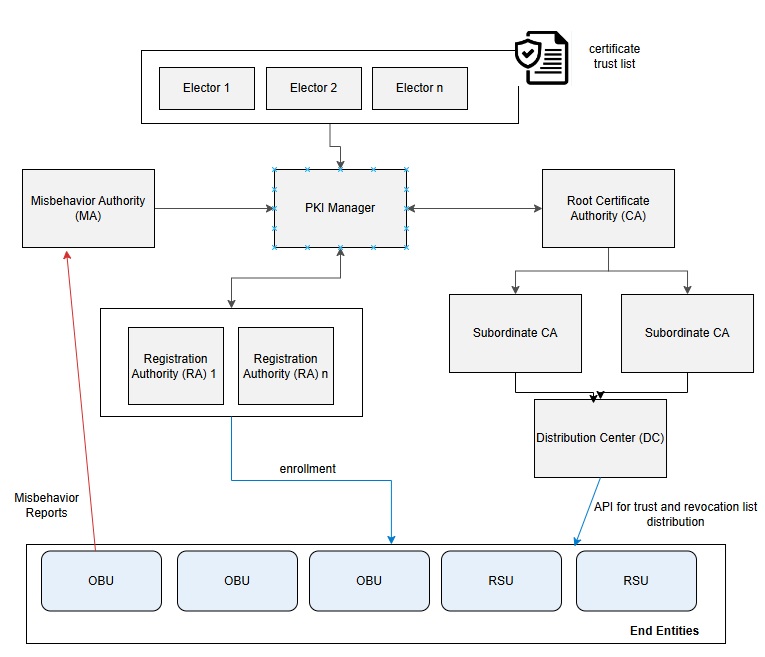 certificate
trust list
Elector 1
Elector 2
Elector n
Misbehavior Authority
(MA)
PKI Manager
Root Certificate
Authority (CA)
Subordinate CA
Subordinate CA
Registration
Authority (RA) 1
Registration
Authority (RA) n
Distribution Center (DC)
enrollment
Misbehavior
Reports
API for trust and revocation list
distribution
OBU
OBU
OBU
RSU
RSU
End Entities